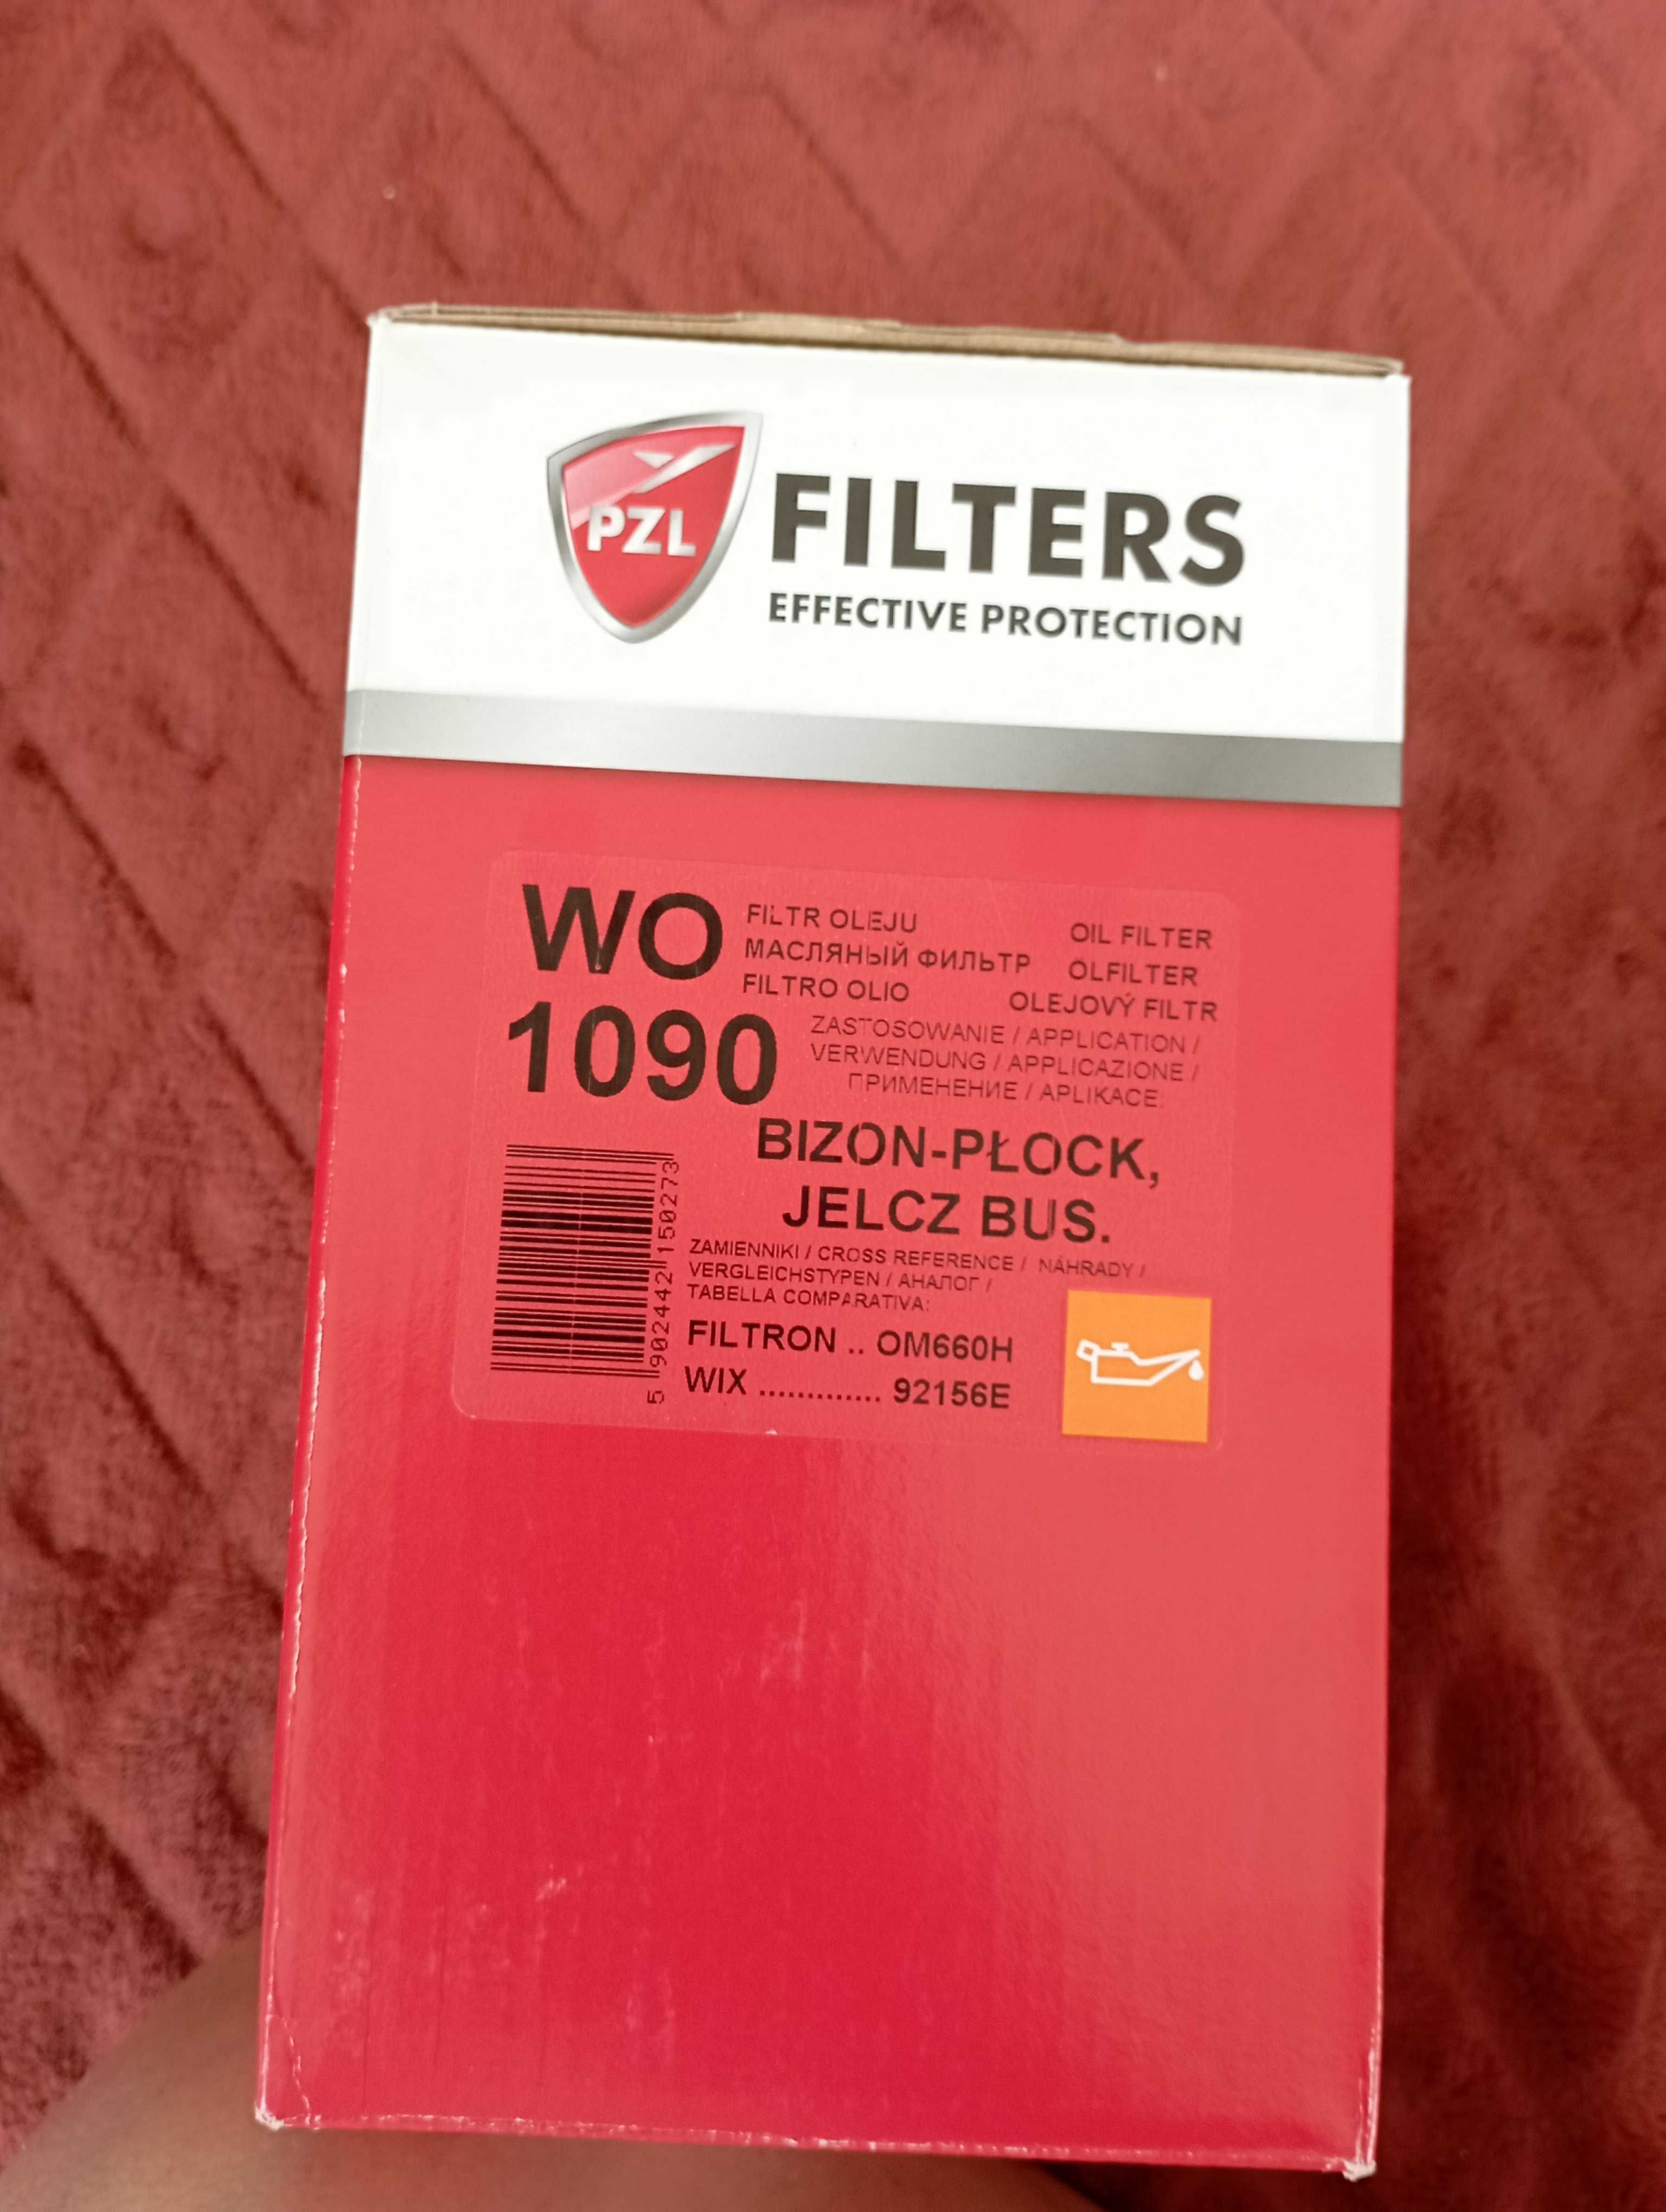 PZL
FILTERS
EFFECTIVE PROTECTION
WO
1090
FILTR OLEJU OIL FILTER
МАСЛЯНЫЙ ФИЛЬТР ÖLFILTER
FILTRO OLIO OLEJOVÝ FILTR
ZASTOSOWANIE / APPLICATION /
VERWENDUNG / APPLICAZIONE /
ПРИМЕНЕНИЕ / APLIKACE:
BIZON-PŁOCK,
JELCZ BUS.
ZAMIENNIKI / CROSS REFERENCE / NÁHRADY /
VERGLEICHSTYPEN / АНАЛОГ /
TABELLA COMPARATIVA:
FILTRON .. OM660H
WIX ............. 92156E
5 902442 150273